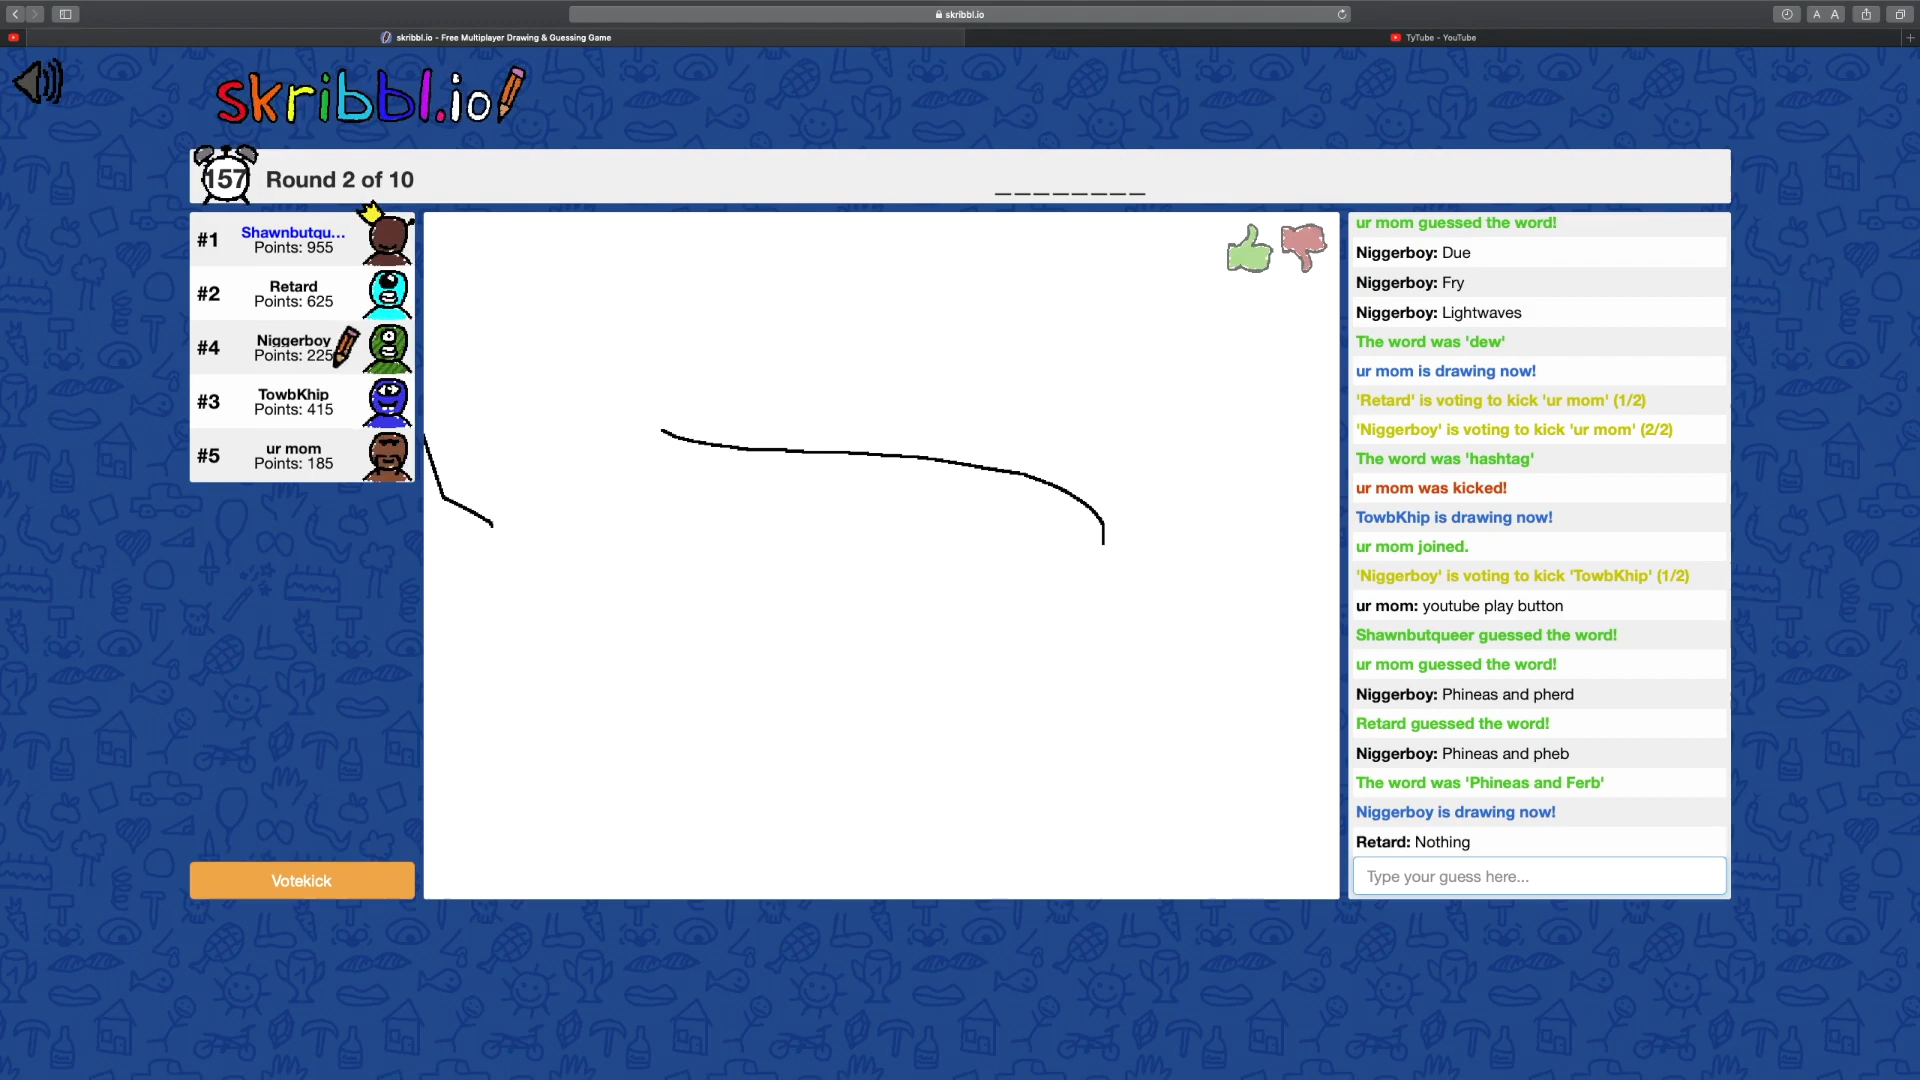 skribbl.io
A A
skribbl.io - Free Multiplayer Drawing & Guessing Game
TyTube - YouTube
skribbl.io
157
Round 2 of 10
________
#1
Shawnbutqu...
Points: 955
#2
Retard
Points: 625
#4
Niggerboy
Points: 225
#3
TowbKhip
Points: 415
#5
ur mom
Points: 185
Votekick
ur mom guessed the word!
Niggerboy: Due
Niggerboy: Fry
Niggerboy: Lightwaves
The word was 'dew'
ur mom is drawing now!
'Retard' is voting to kick 'ur mom' (1/2)
'Niggerboy' is voting to kick 'ur mom' (2/2)
The word was 'hashtag'
ur mom was kicked!
TowbKhip is drawing now!
ur mom joined.
'Niggerboy' is voting to kick 'TowbKhip' (1/2)
ur mom: youtube play button
Shawnbutqueer guessed the word!
ur mom guessed the word!
Niggerboy: Phineas and pherd
Retard guessed the word!
Niggerboy: Phineas and pheb
The word was 'Phineas and Ferb'
Niggerboy is drawing now!
Retard: Nothing
Type your guess here...